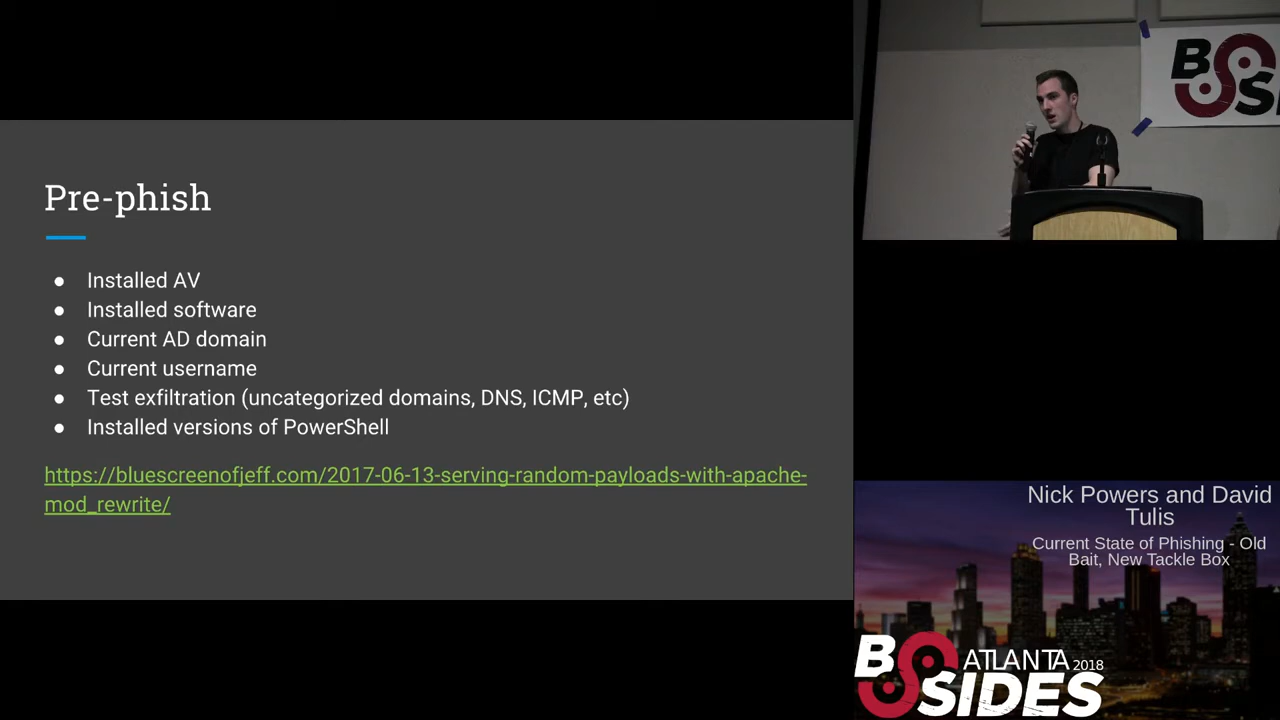 Pre-phish
● Installed AV
● Installed software
● Current AD domain
● Current username
● Test exfiltration (uncategorized domains, DNS, ICMP, etc)
● Installed versions of PowerShell
https://bluescreenofjeff.com/2017-06-13-serving-random-payloads-with-apache-
mod_rewrite/
BSI
Nick Powers and David
Tulis
Current State of Phishing - Old
Bait, New Tackle Box
B ATLANTA 2018
SIDES